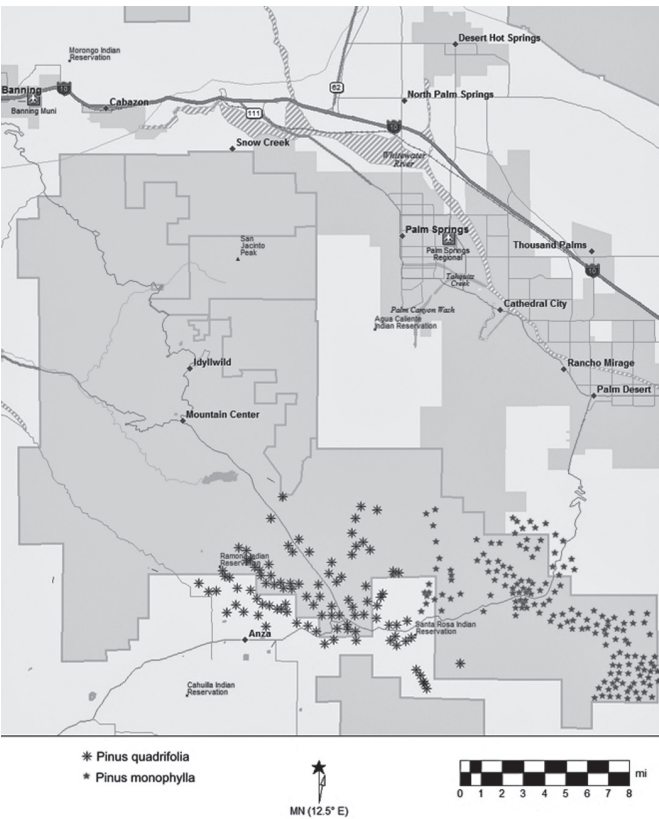 Desert Hot Springs
Morongo Indian
Reservation
62
Banning
10
North Palm Springs
Banning Muni
Cabazon
111
10
Snow Creek
Whitewater
River
Palm Springs
San
Jacinto
Peak
Palm Springs
Regional
Thousand Palms
10
Tahquitz
Creek
Cathedral City
Palm Canyon Wash
Agua Caliente
Indian Reservation
Idyllwild
Rancho Mirage
Palm Desert
Mountain Center
Ramona Indian
Reservation
Santa Rosa Indian
Reservation
Anza
Cahuilla Indian
Reservation
Pinus quadrifolia
Pinus monophylla
MN (12.5° E)
mi
0 1 2 3 4 5 6 7 8